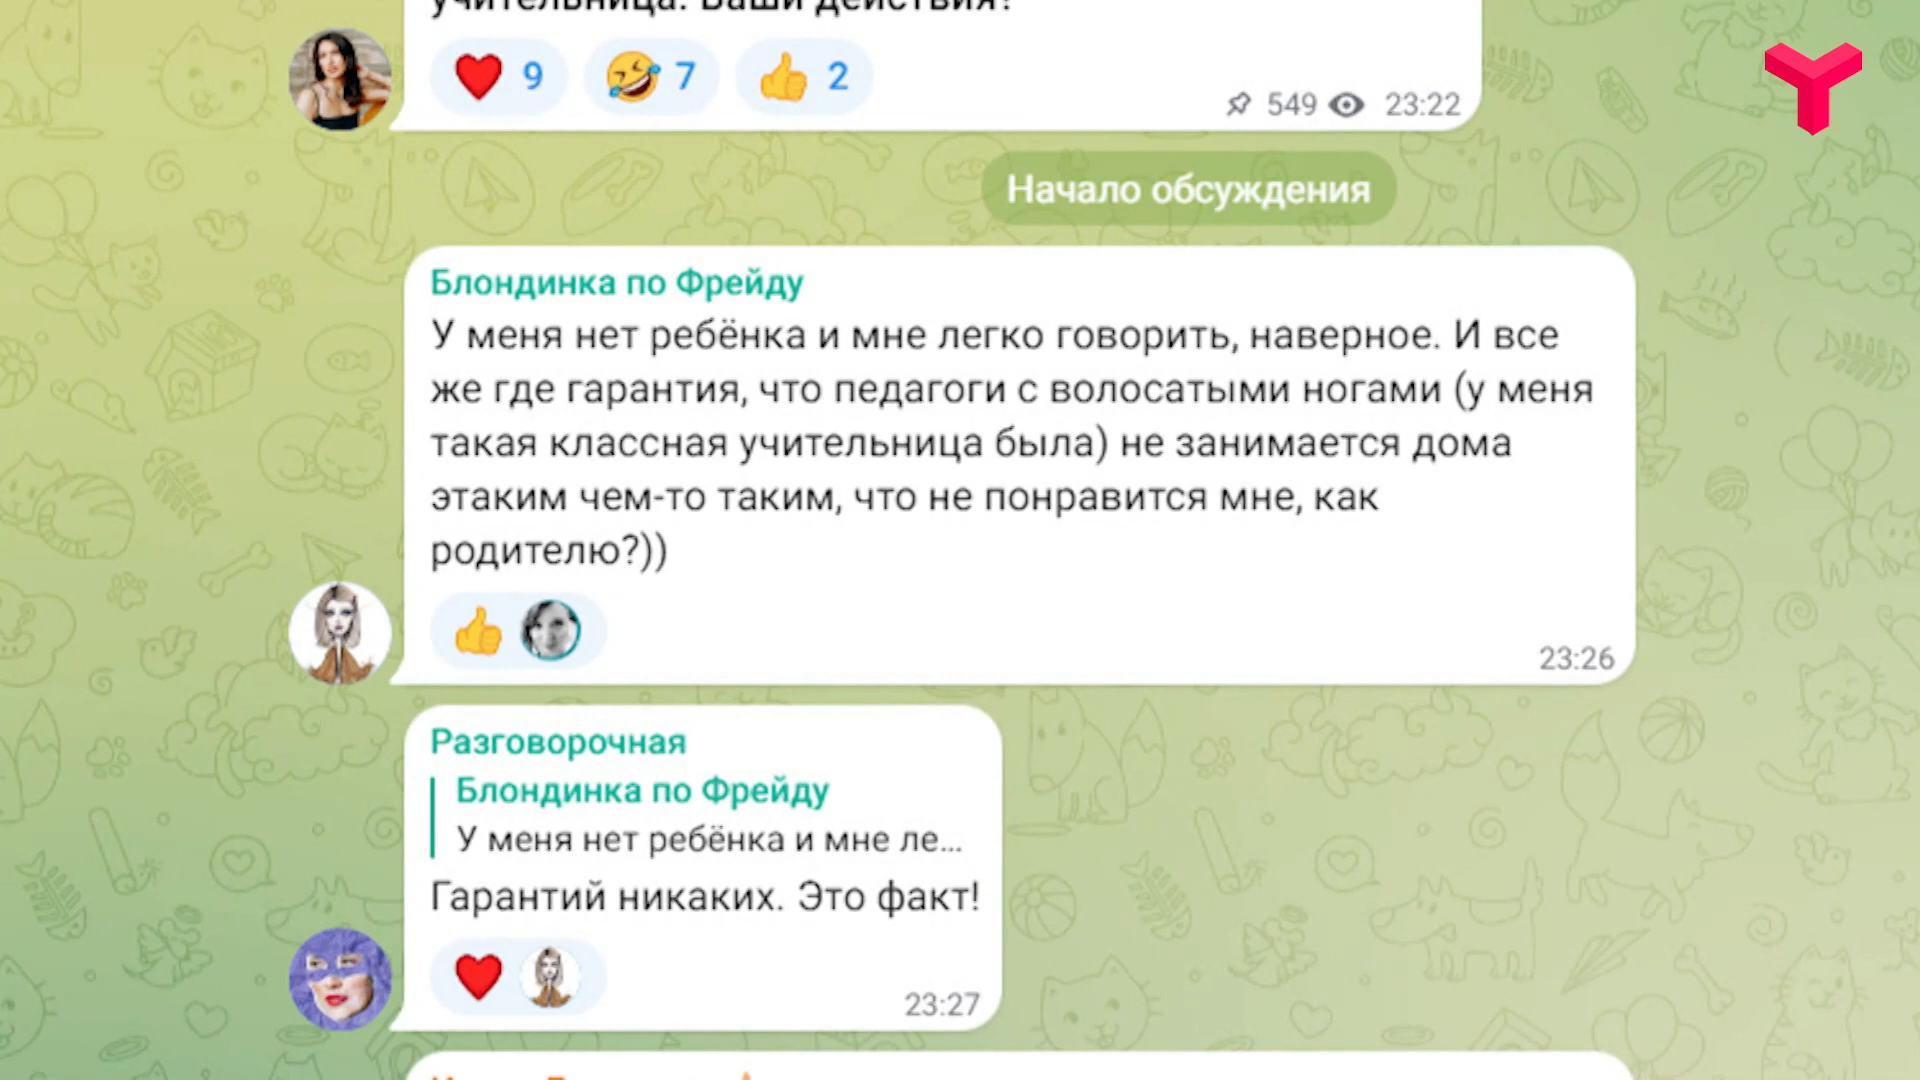 учительница. Ваши действия?
9 7 2
549 23:22
Начало обсуждения
Блондинка по Фрейду
У меня нет ребёнка и мне легко говорить, наверное. И все
же где гарантия, что педагоги с волосатыми ногами (у меня
такая классная учительница была) не занимается дома
этаким чем-то таким, что не понравится мне, как
родителю?))
23:26
Разговорочная
Блондинка по Фрейду
У меня нет ребёнка и мне ле...
Гарантий никаких. Это факт!
23:27